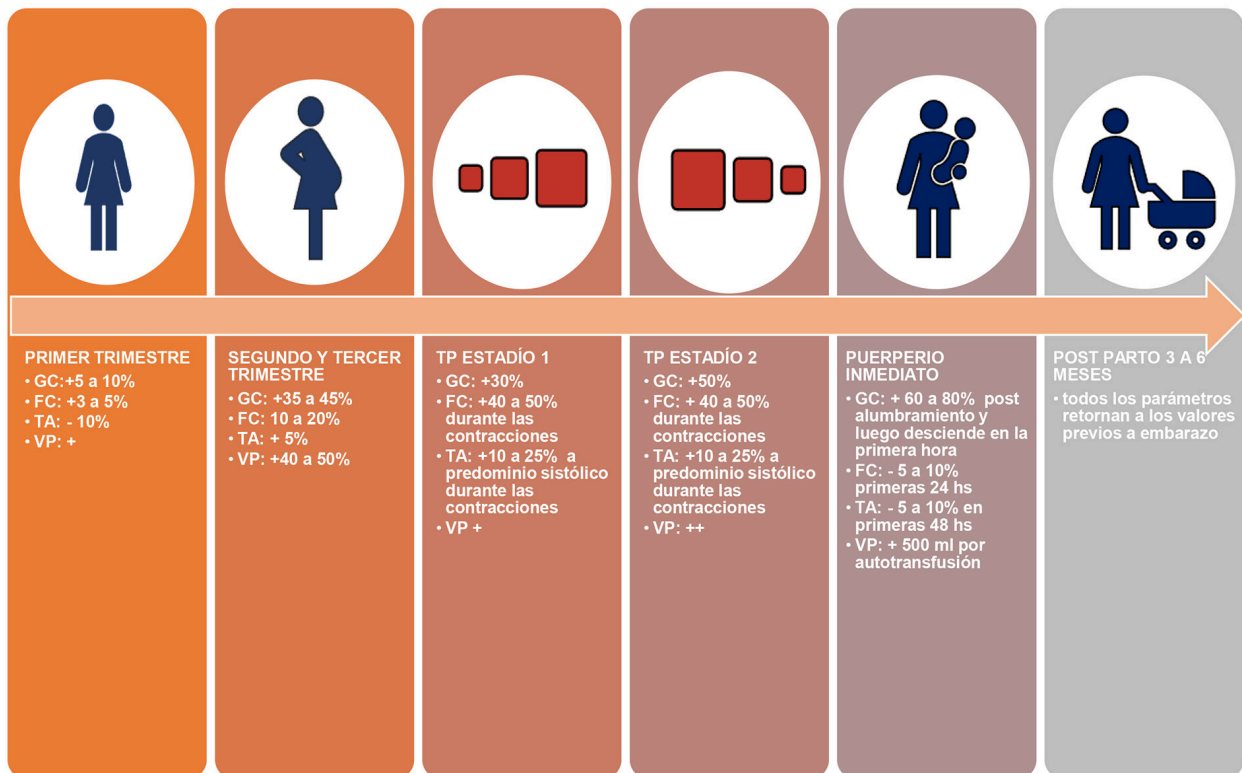 PRIMER TRIMESTRE
• GC:+5 a 10%
• FC: +3 a 5%
• TA: - 10%
• VP: +
SEGUNDO Y TERCER
TRIMESTRE
• GC: +35 a 45%
• FC: 10 a 20%
• TA: + 5%
• VP: +40 a 50%
TP ESTADÍO 1
• GC: +30%
• FC: +40 a 50%
durante las
contracciones
• TA: +10 a 25% a
predominio sistólico
durante las
contracciones
• VP +
TP ESTADÍO 2
• GC: +50%
• FC: + 40 a 50%
durante las
contracciones
• TA: +10 a 25% a
predominio sistólico
durante las
contracciones
• VP: ++
PUERPERIO
INMEDIATO
• GC: + 60 a 80% post
alumbramiento y
luego desciende en la
primera hora
• FC: - 5 a 10%
primeras 24 hs
• TA: - 5 a 10% en
primeras 48 hs
• VP: + 500 ml por
autotransfusión
POST PARTO 3 A 6
MESES
• todos los parámetros
retornan a los valores
previos a embarazo